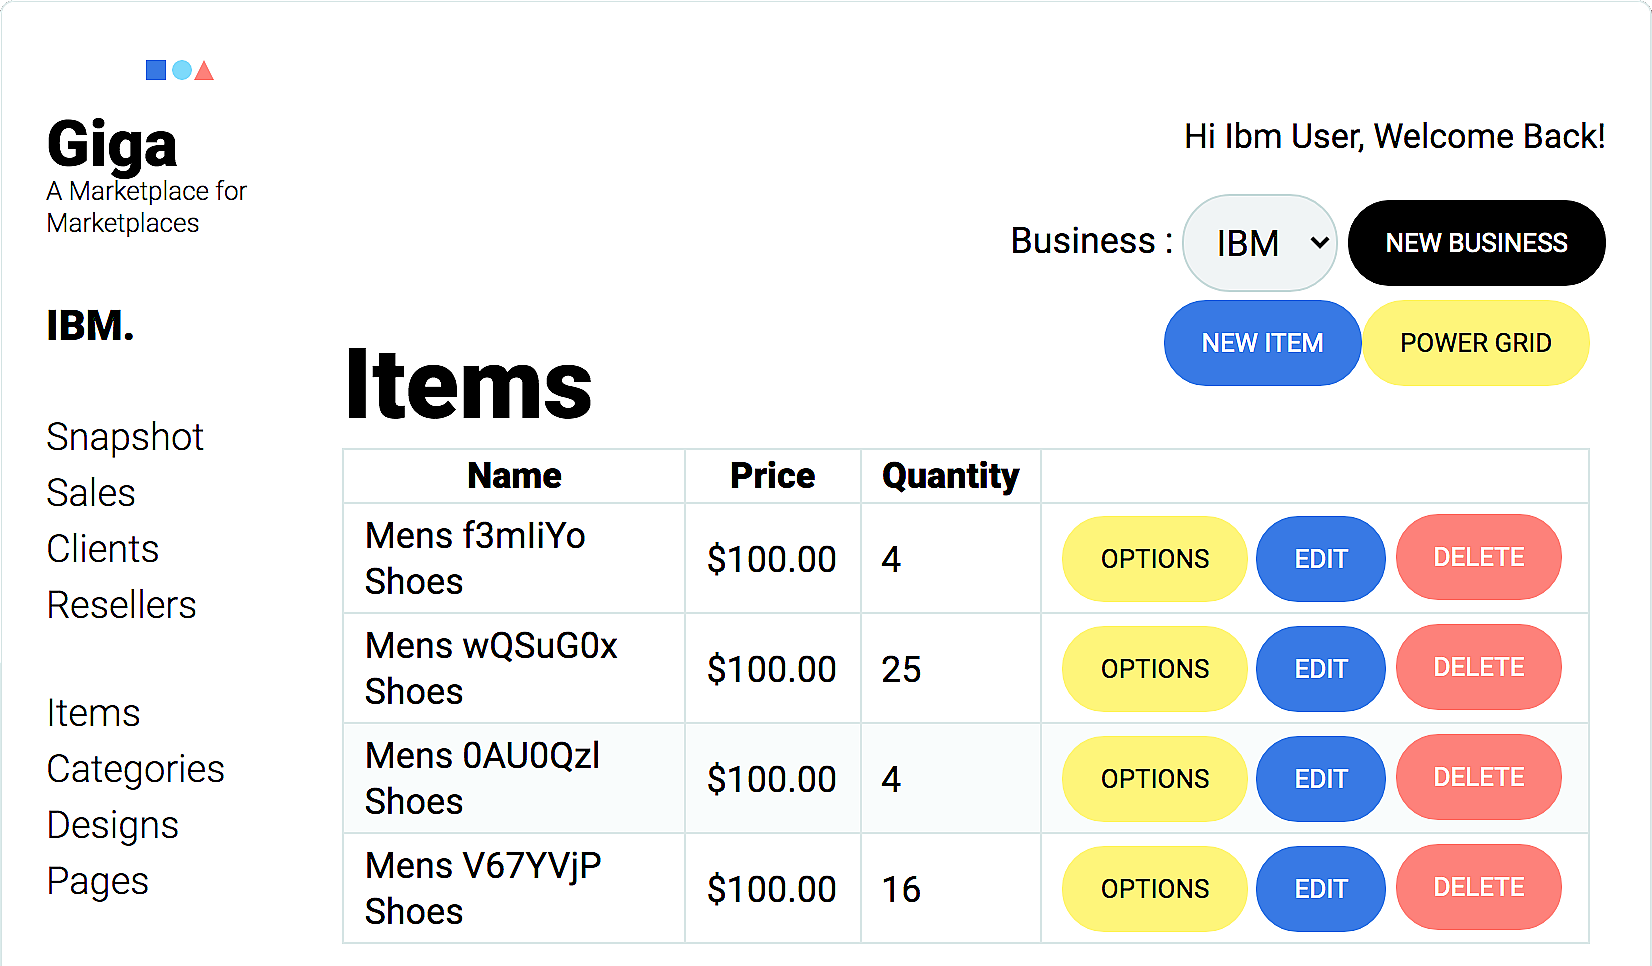 Giga
A Marketplace for
Marketplaces
Hi Ibm User, Welcome Back!
Business : IBM NEW BUSINESS
NEW ITEM POWER GRID
IBM.
Snapshot
Sales
Clients
Resellers
Items
Categories
Designs
Pages
Items
Name Price Quantity
Mens f3mIiYo
Shoes
$100.00 4 OPTIONS EDIT DELETE
Mens wQSuG0x
Shoes
$100.00 25 OPTIONS EDIT DELETE
Mens 0AU0Qzl
Shoes
$100.00 4 OPTIONS EDIT DELETE
Mens V67YVjP
Shoes
$100.00 16 OPTIONS EDIT DELETE